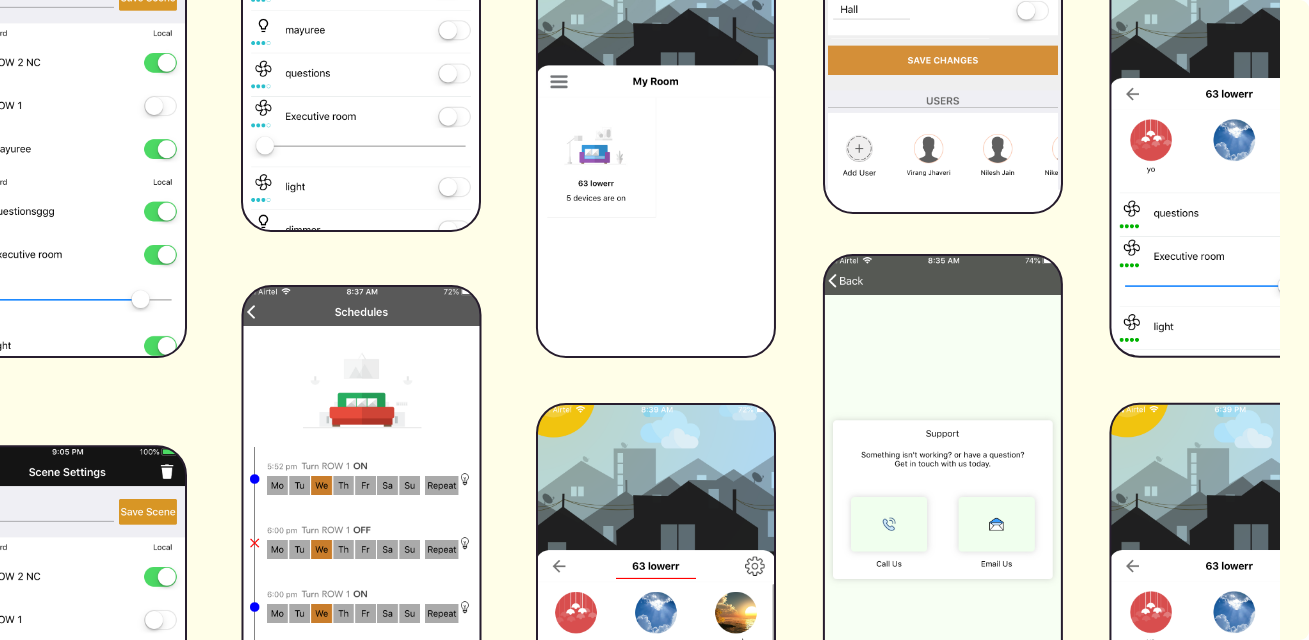 Save Scene
rd Local
OW 2 NC
OW 1
ayuree
rd Local
uestionsggg
xecutive room
ght
9:05 PM 100%
Scene Settings
Save Scene
rd Local
OW 2 NC
OW 1
mayuree
questions
Executive room
light
dimmer
Airtel 8:37 AM 72%
Schedules
5:52 pm Turn ROW 1 ON
Mo Tu We Th Fr Sa Su Repeat
6:00 pm Turn ROW 1 OFF
Mo Tu We Th Fr Sa Su Repeat
6:00 pm Turn ROW 1 ON
Mo Tu We Th Fr Sa Su Repeat
My Room
63 lowerr
5 devices are on
Airtel 8:39 AM 72%
63 lowerr
Hall
SAVE CHANGES
USERS
Add User Virang Jhaveri Nilesh Jain Nike
Airtel 8:35 AM 74%
Back
Support
Something isn't working? or have a question?
Get in touch with us today.
Call Us Email Us
63 lowerr
yo
questions
Executive room
light
Airtel 6:39 PM
63 lowerr